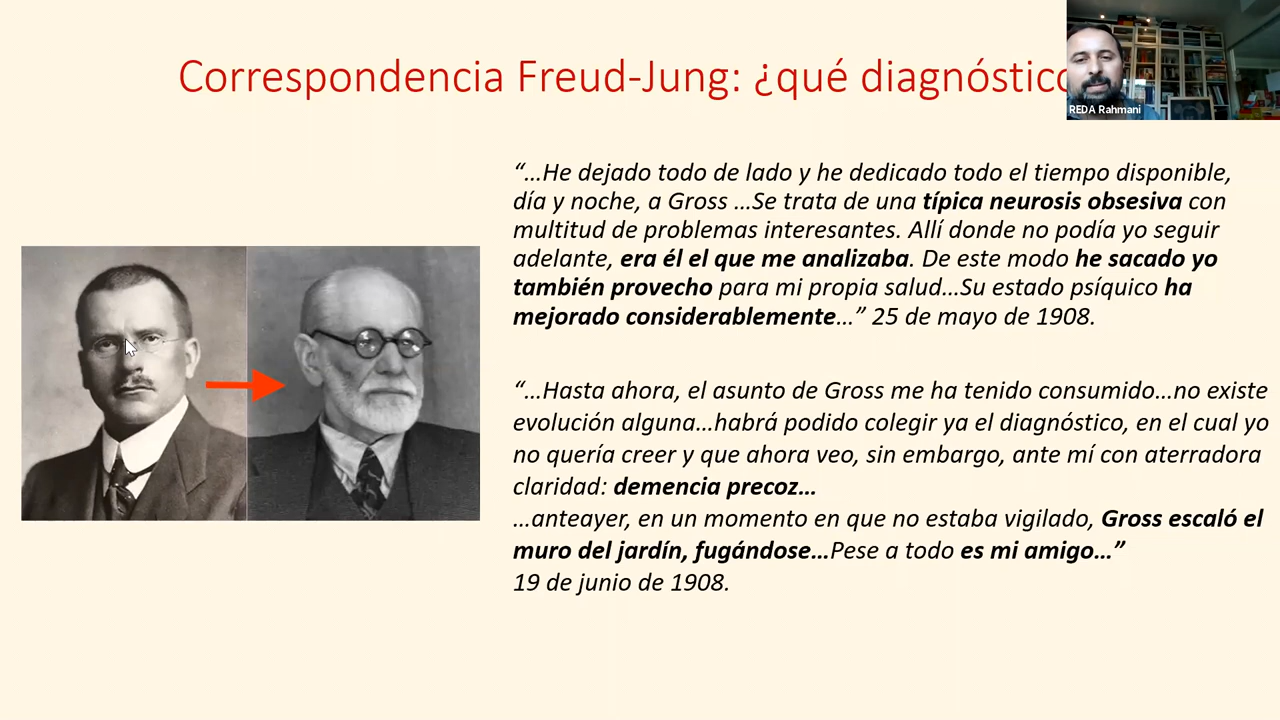 Correspondencia Freud-Jung: ¿qué diagnóstico
REDA Rahmani
“…He dejado todo de lado y he dedicado todo el tiempo disponible,
día y noche, a Gross …Se trata de una típica neurosis obsesiva con
multitud de problemas interesantes. Allí donde no podía yo seguir
adelante, era él el que me analizaba. De este modo he sacado yo
también provecho para mi propia salud…Su estado psíquico ha
mejorado considerablemente…” 25 de mayo de 1908.
“…Hasta ahora, el asunto de Gross me ha tenido consumido…no existe
evolución alguna…habrá podido colegir ya el diagnóstico, en el cual yo
no quería creer y que ahora veo, sin embargo, ante mí con aterradora
claridad: demencia precoz…
…anteayer, en un momento en que no estaba vigilado, Gross escaló el
muro del jardín, fugándose…Pese a todo es mi amigo…”
19 de junio de 1908.